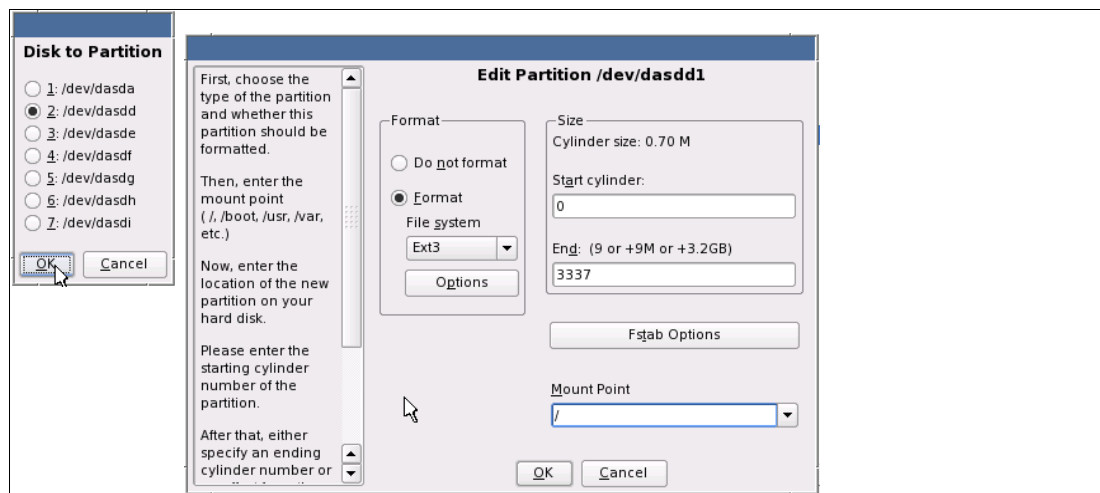 Disk to Partition
1: /dev/dasda
2: /dev/dasdd
3: /dev/dasde
4: /dev/dasdf
5: /dev/dasdg
6: /dev/dasdh
7: /dev/dasdi
OK
Cancel
First, choose the
type of the partition
and whether this
partition should be
formatted.
Then, enter the
mount point
( /, /boot, /usr, /var,
etc.)
Now, enter the
location of the new
partition on your
hard disk.
Please enter the
starting cylinder
number of the
partition.
After that, either
specify an ending
cylinder number or
Edit Partition /dev/dasdd1
Format
Do not format
Format
File system
Ext3
Options
Size
Cylinder size: 0.70 M
Start cylinder:
0
End: (9 or +9M or +3.2GB)
3337
Fstab Options
Mount Point
/
OK
Cancel